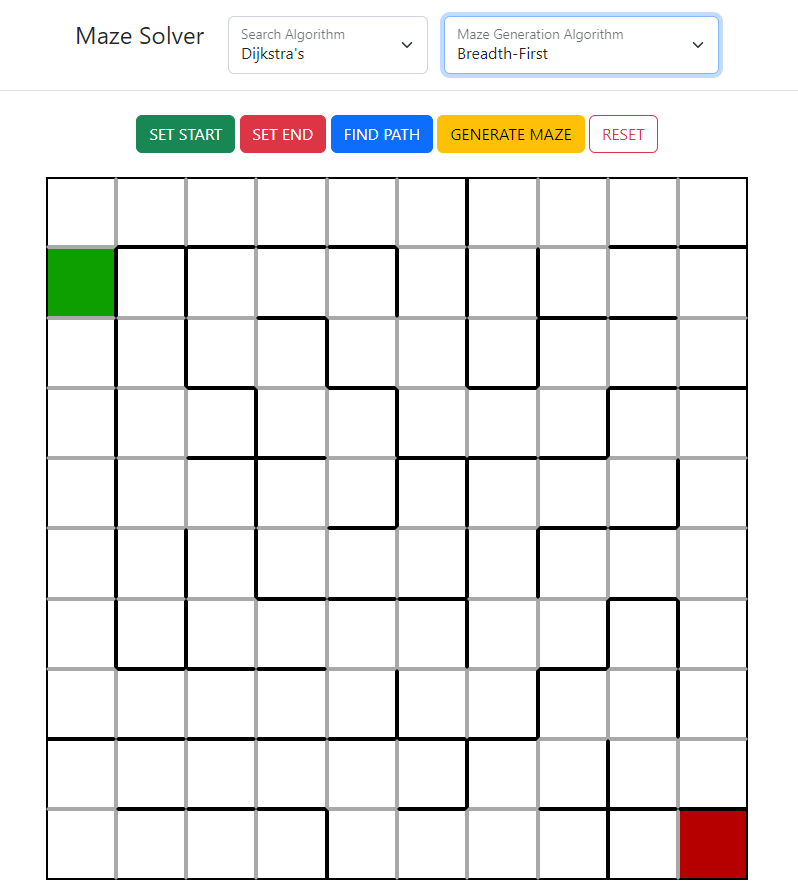 Maze Solver
Search Algorithm
Dijkstra's
Maze Generation Algorithm
Breadth-First
SET START
SET END
FIND PATH
GENERATE MAZE
RESET